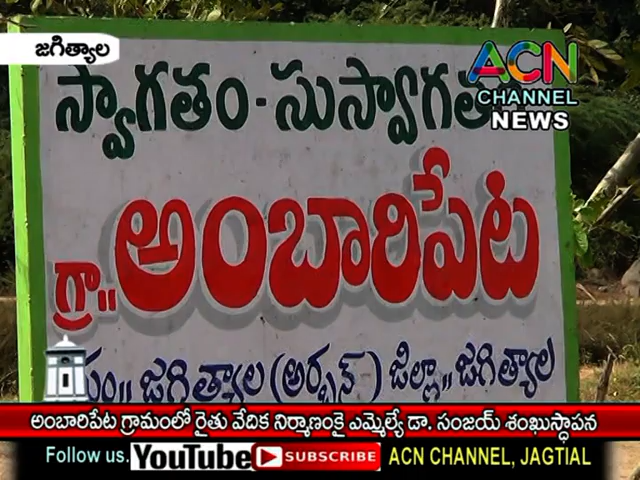 జగిత్యాల
ACN
CHANNEL
NEWS
స్వాగతం - సుస్వాగతం
గ్రా.. అంబారిపేట
మం.. జగిత్యాల (అర్బన్) జిల్లా.. జగిత్యాల
అంబారిపేట గ్రామంలో రైతు వేదిక నిర్మాణంకై ఎమ్మెల్యే డా. సంజయ్ శంఖుస్థాపన
Follow us. YouTube SUBSCRIBE ACN CHANNEL, JAGTIAL